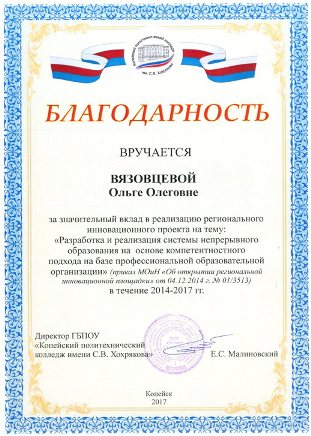 БЛАГОДАРНОСТЬ
ВРУЧАЕТСЯ
ВЯЗОВЦЕВОЙ
Ольге Олеговне
за значительный вклад в реализацию регионального
инновационного проекта на тему:
«Разработка и реализация системы непрерывного
образования на основе компетентностного
подхода на базе профессиональной образовательной
организации» (приказ МОиН «Об открытии региональной
инновационной площадки» от 04.12.2014 г. № 01/3513)
в течение 2014-2017 гг.
Директор ГБПОУ
«Копейский политехнический
колледж имени С.В. Хохрякова»
Е.С. Малиновский
Копейск
2017